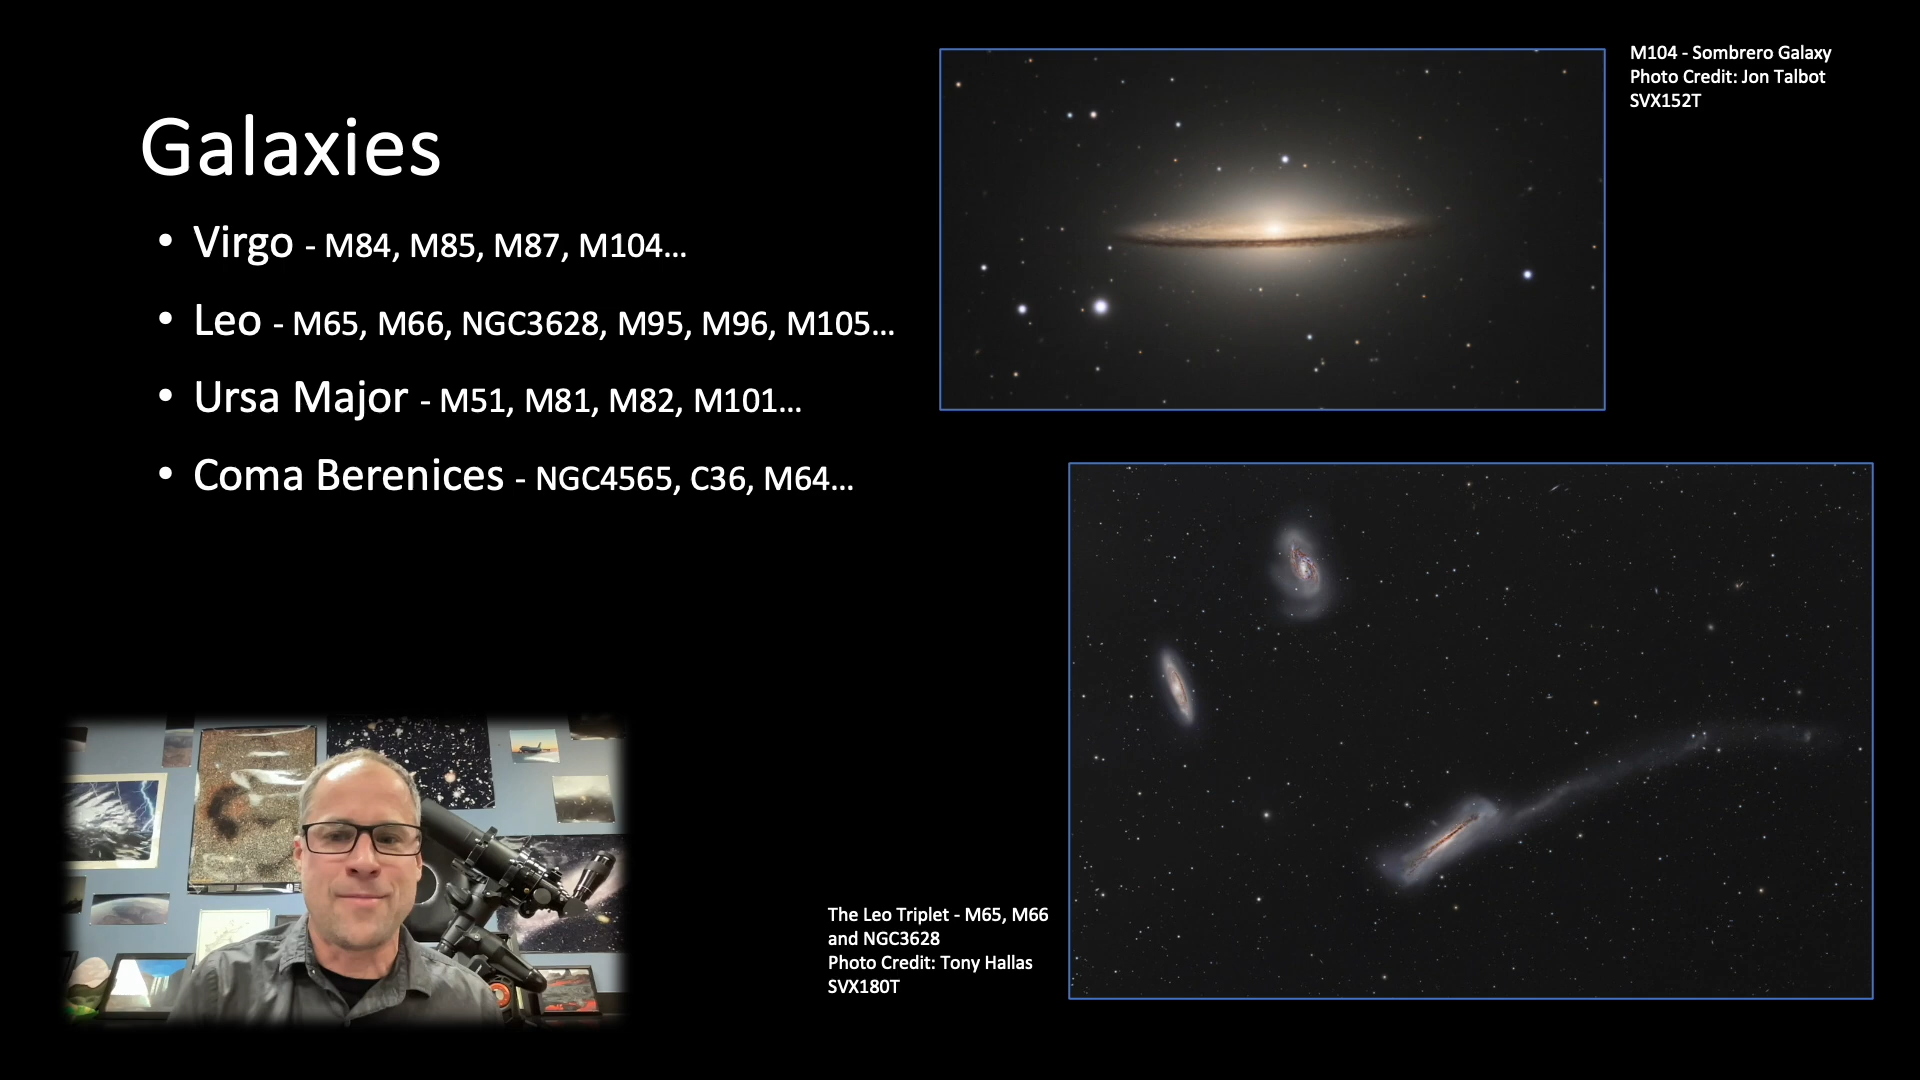 Galaxies
• Virgo - M84, M85, M87, M104...
• Leo - M65, M66, NGC3628, M95, M96, M105...
• Ursa Major - M51, M81, M82, M101...
• Coma Berenices - NGC4565, C36, M64...
M104 - Sombrero Galaxy
Photo Credit: Jon Talbot
SVX152T
The Leo Triplet - M65, M66
and NGC3628
Photo Credit: Tony Hallas
SVX180T